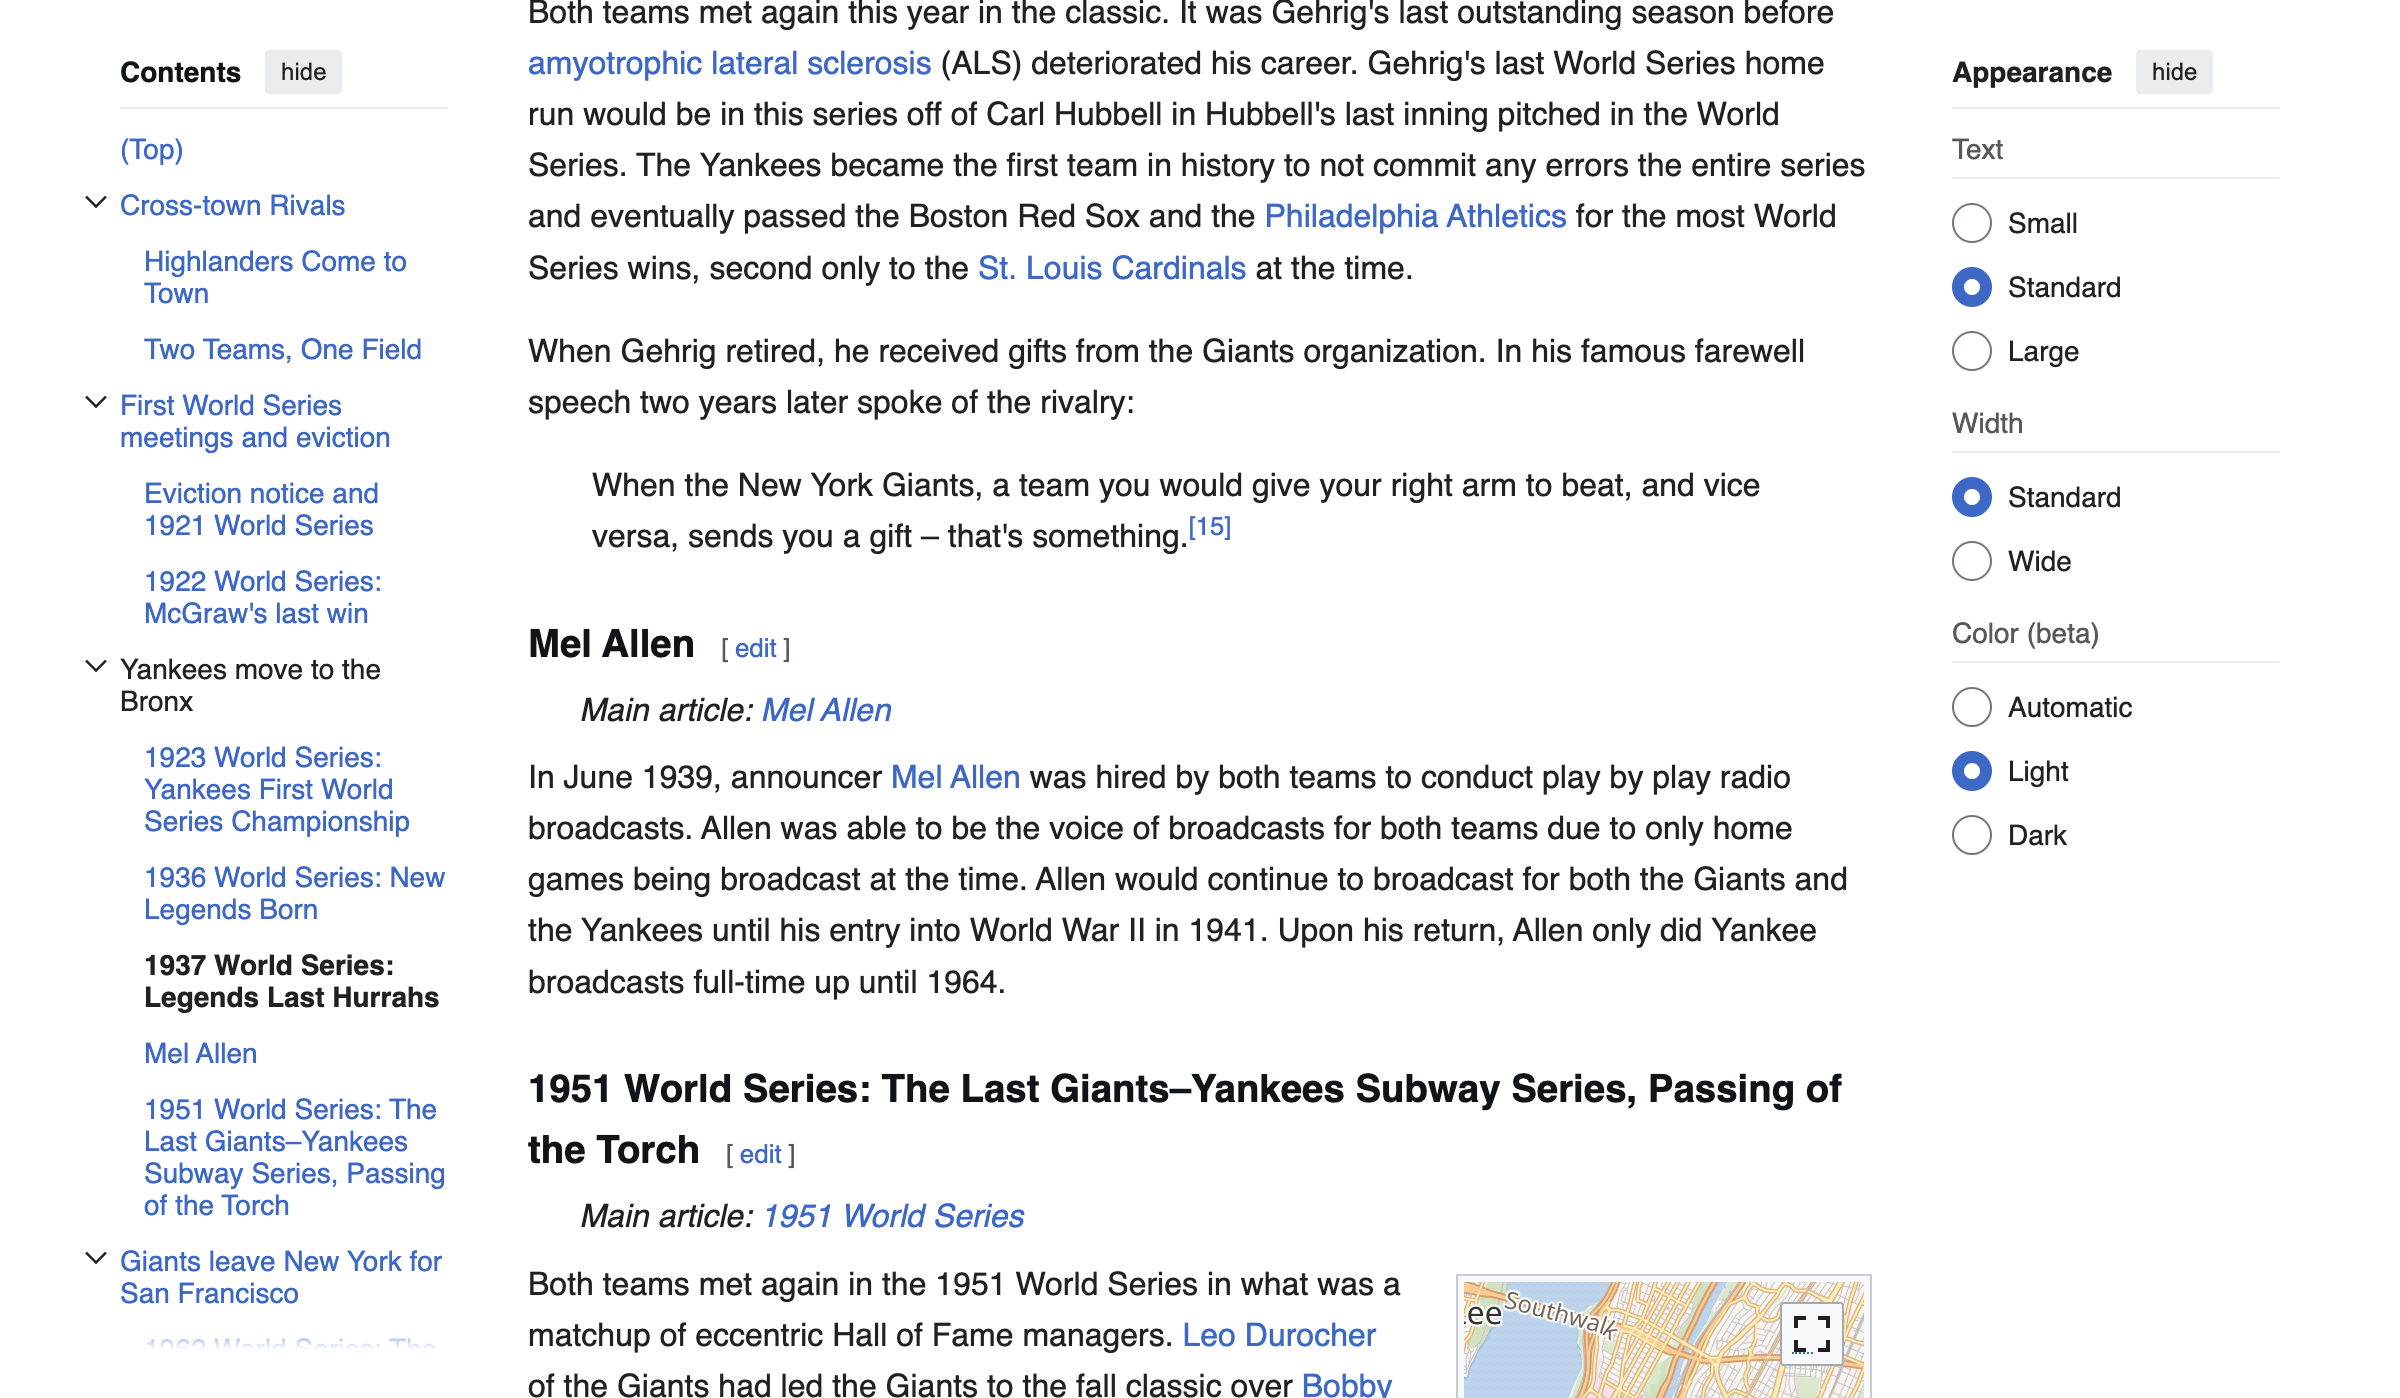 Contents hide
(Top)
Cross-town Rivals
Highlanders Come to
Town
Two Teams, One Field
First World Series
meetings and eviction
Eviction notice and
1921 World Series
1922 World Series:
McGraw's last win
Yankees move to the
Bronx
1923 World Series:
Yankees First World
Series Championship
1936 World Series: New
Legends Born
1937 World Series:
Legends Last Hurrahs
Mel Allen
1951 World Series: The
Last Giants–Yankees
Subway Series, Passing
of the Torch
Giants leave New York for
San Francisco
1962 World Series: The
Both teams met again this year in the classic. It was Gehrig's last outstanding season before
amyotrophic lateral sclerosis (ALS) deteriorated his career. Gehrig's last World Series home
run would be in this series off of Carl Hubbell in Hubbell's last inning pitched in the World
Series. The Yankees became the first team in history to not commit any errors the entire series
and eventually passed the Boston Red Sox and the Philadelphia Athletics for the most World
Series wins, second only to the St. Louis Cardinals at the time.
When Gehrig retired, he received gifts from the Giants organization. In his famous farewell
speech two years later spoke of the rivalry:
When the New York Giants, a team you would give your right arm to beat, and vice
versa, sends you a gift – that's something.[15]
Mel Allen [ edit ]
Main article: Mel Allen
In June 1939, announcer Mel Allen was hired by both teams to conduct play by play radio
broadcasts. Allen was able to be the voice of broadcasts for both teams due to only home
games being broadcast at the time. Allen would continue to broadcast for both the Giants and
the Yankees until his entry into World War II in 1941. Upon his return, Allen only did Yankee
broadcasts full-time up until 1964.
1951 World Series: The Last Giants–Yankees Subway Series, Passing of
the Torch [ edit ]
Main article: 1951 World Series
Both teams met again in the 1951 World Series in what was a
matchup of eccentric Hall of Fame managers. Leo Durocher
of the Giants had led the Giants to the fall classic over Bobby
ee
Southwalk
Appearance hide
Text
Small
Standard
Large
Width
Standard
Wide
Color (beta)
Automatic
Light
Dark